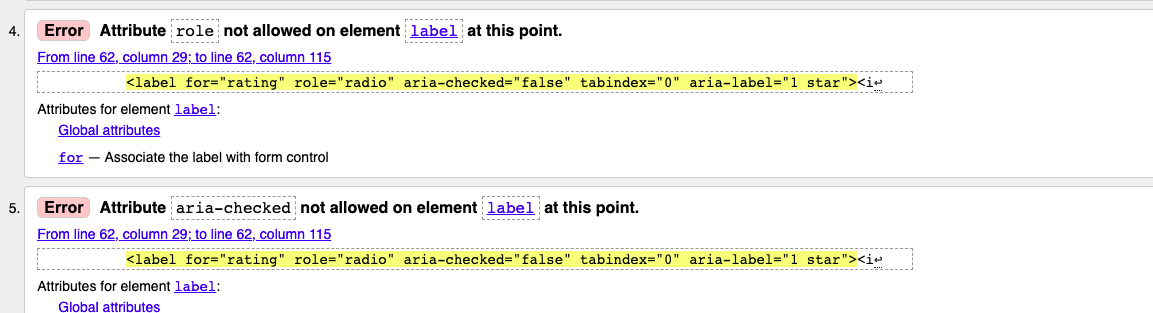 4. Error Attribute role not allowed on element label at this point.
From line 62, column 29; to line 62, column 115
<label for="rating" role="radio" aria-checked="false" tabindex="0" aria-label="1 star"><i↩
Attributes for element label:
Global attributes
for — Associate the label with form control
5. Error Attribute aria-checked not allowed on element label at this point.
From line 62, column 29; to line 62, column 115
<label for="rating" role="radio" aria-checked="false" tabindex="0" aria-label="1 star"><i↩
Attributes for element label:
Global attributes